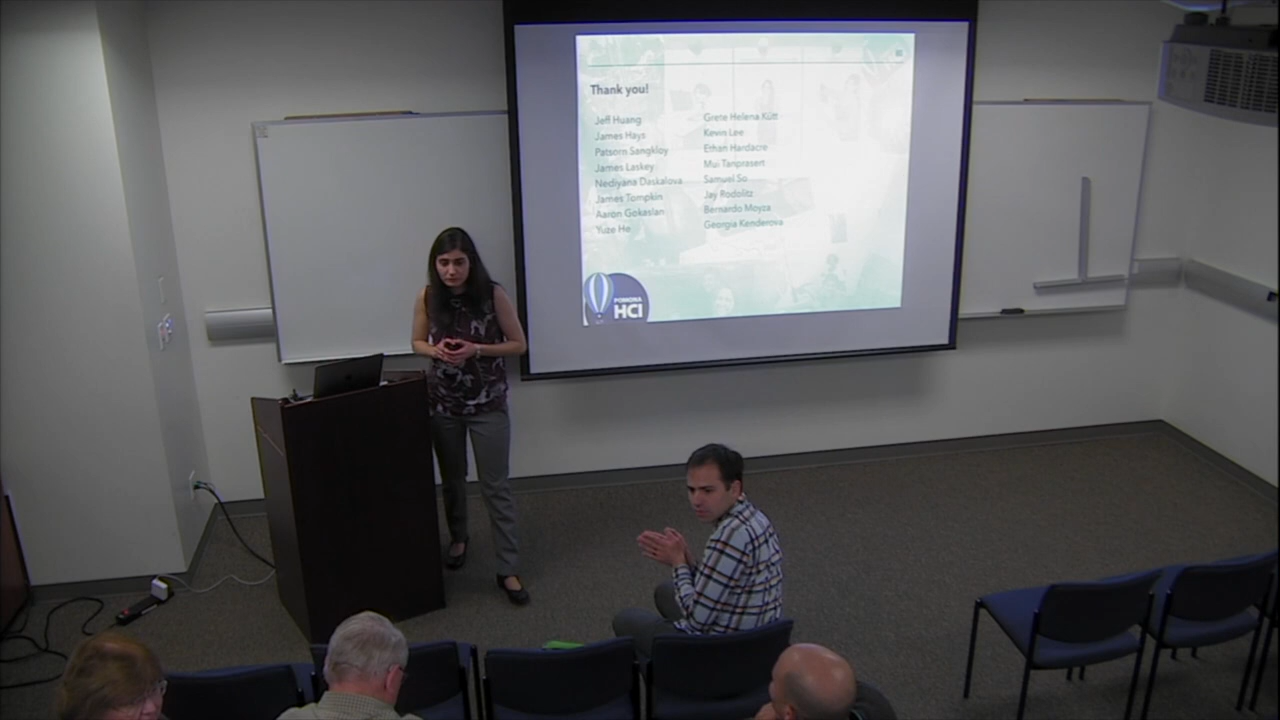 Thank you!
Jeff Huang
James Hays
Patsorn Sangkloy
James Laskey
Nediyana Daskalova
James Tompkin
Aaron Gokaslan
Yuze He
Grete Helena Kütt
Kevin Lee
Ethan Hardacre
Mui Tanprasert
Samuel So
Jay Rodolitz
Bernardo Moyza
Georgia Kenderova
POMONA
HCI